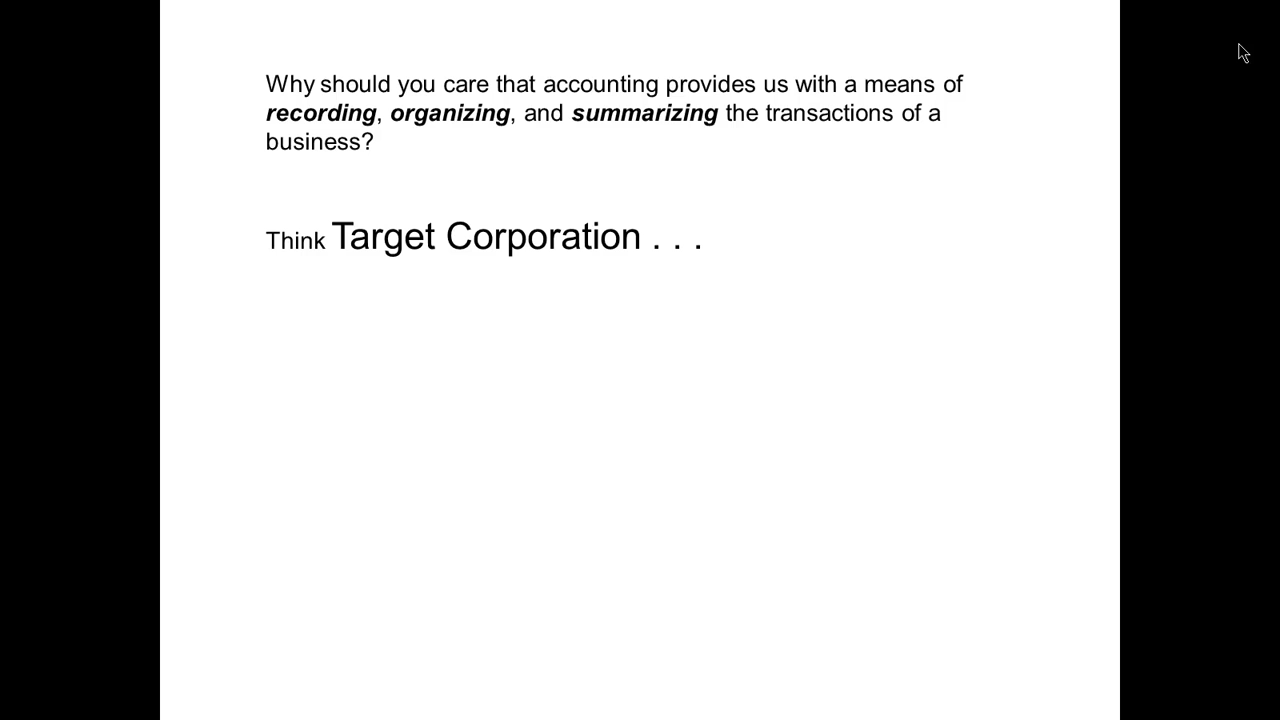 Why should you care that accounting provides us with a means of
recording, organizing, and summarizing the transactions of a
business?
Think Target Corporation . . .